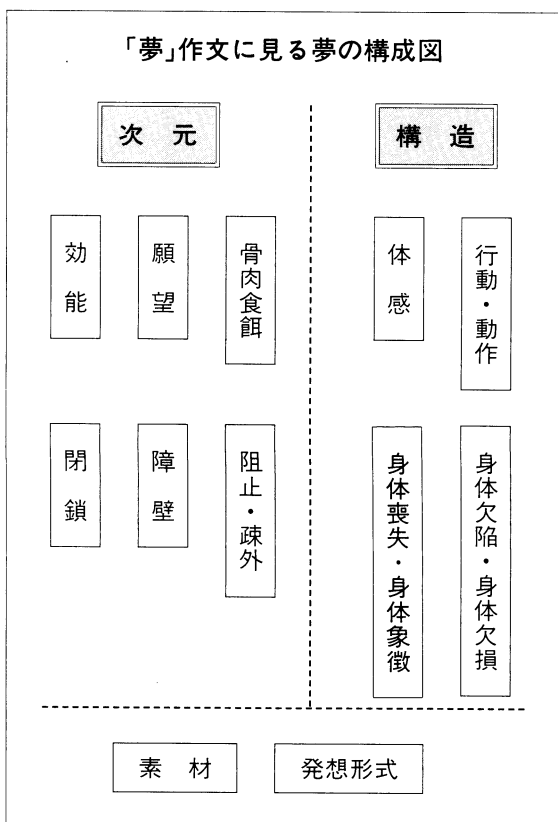 「夢」作文に見る夢の構成図
次元
構造
効能
願望
骨肉食餌
体感
行動・動作
閉鎖
障壁
阻止・疎外
身体喪失・身体象徴
身体欠陥・身体欠損
素材
発想形式